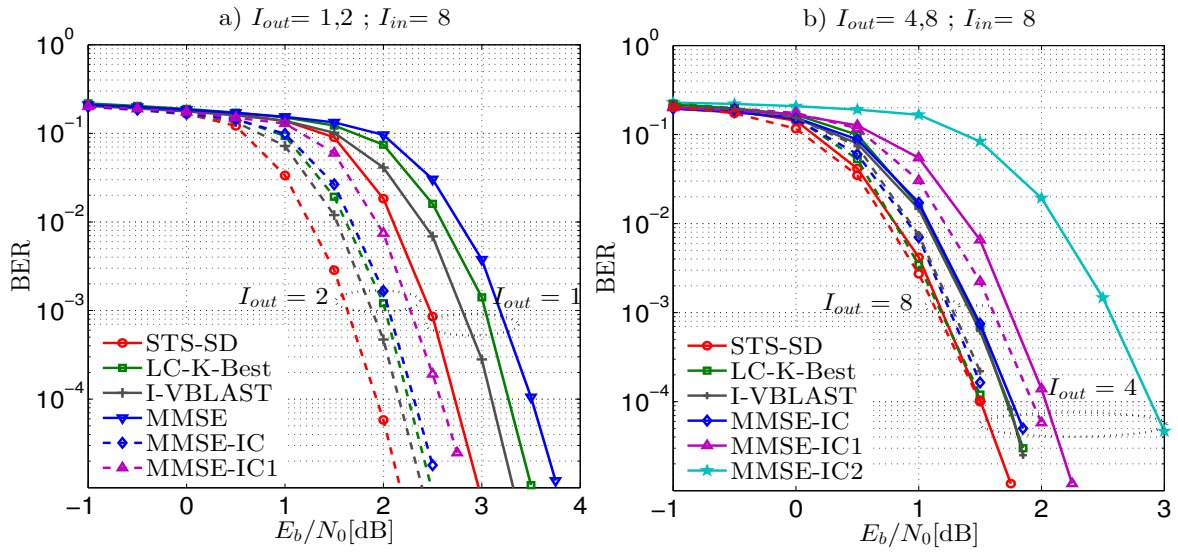 a) I_out= 1,2 ; I_in= 8
10^0
10^-1
10^-2
10^-3
10^-4
BER
I_out = 2
I_out = 1
STS-SD
LC-K-Best
I-VBLAST
MMSE
MMSE-IC
MMSE-IC1
−1 0 1 2 3 4
E_b/N_0[dB]
b) I_out= 4,8 ; I_in= 8
10^0
10^-1
10^-2
10^-3
10^-4
BER
I_out = 8
I_out = 4
STS-SD
LC-K-Best
I-VBLAST
MMSE-IC
MMSE-IC1
MMSE-IC2
−1 0 1 2 3
E_b/N_0[dB]